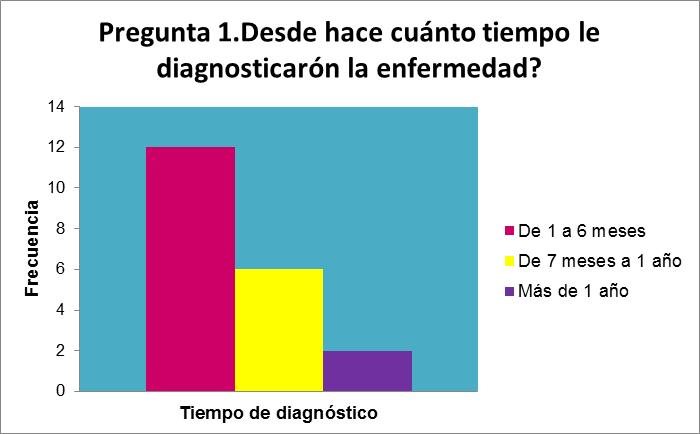 Pregunta 1.Desde hace cuánto tiempo le
diagnosticarón la enfermedad?
14
12
10
8
6
4
2
0
Frecuencia
Tiempo de diagnóstico
De 1 a 6 meses
De 7 meses a 1 año
Más de 1 año